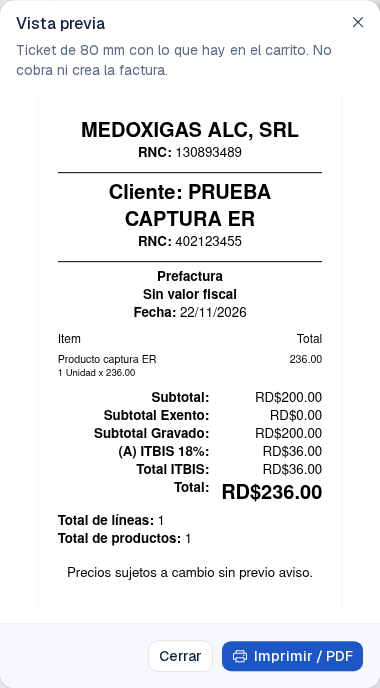 Vista previa
Ticket de 80 mm con lo que hay en el carrito. No
cobra ni crea la factura.
MEDOXIGAS ALC, SRL
RNC: 130893489
Cliente: PRUEBA
CAPTURA ER
RNC: 402123455
Prefactura
Sin valor fiscal
Fecha: 22/11/2026
Item Total
Producto captura ER 236.00
1 Unidad x 236.00
Subtotal: RD$200.00
Subtotal Exento: RD$0.00
Subtotal Gravado: RD$200.00
(A) ITBIS 18%: RD$36.00
Total ITBIS: RD$36.00
Total: RD$236.00
Total de líneas: 1
Total de productos: 1
Precios sujetos a cambio sin previo aviso.
Cerrar Imprimir / PDF